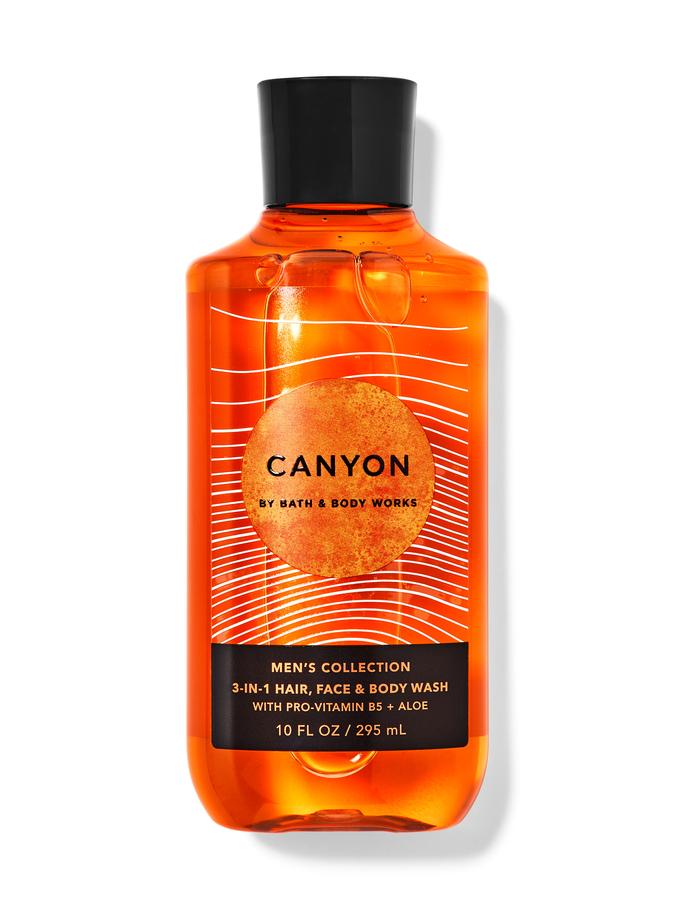 CANYON
BY BATH & BODY WORKS
MEN'S COLLECTION
3-IN-1 HAIR, FACE & BODY WASH
WITH PRO-VITAMIN B5 + ALOE
10 FL OZ / 295 mL